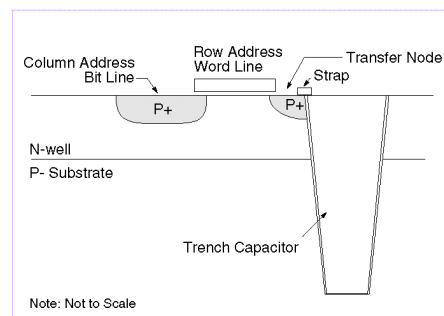 Column Address
Bit Line
Row Address
Word Line
Transfer Node
Strap
P+
P+
N-well
P- Substrate
Trench Capacitor
Note: Not to Scale